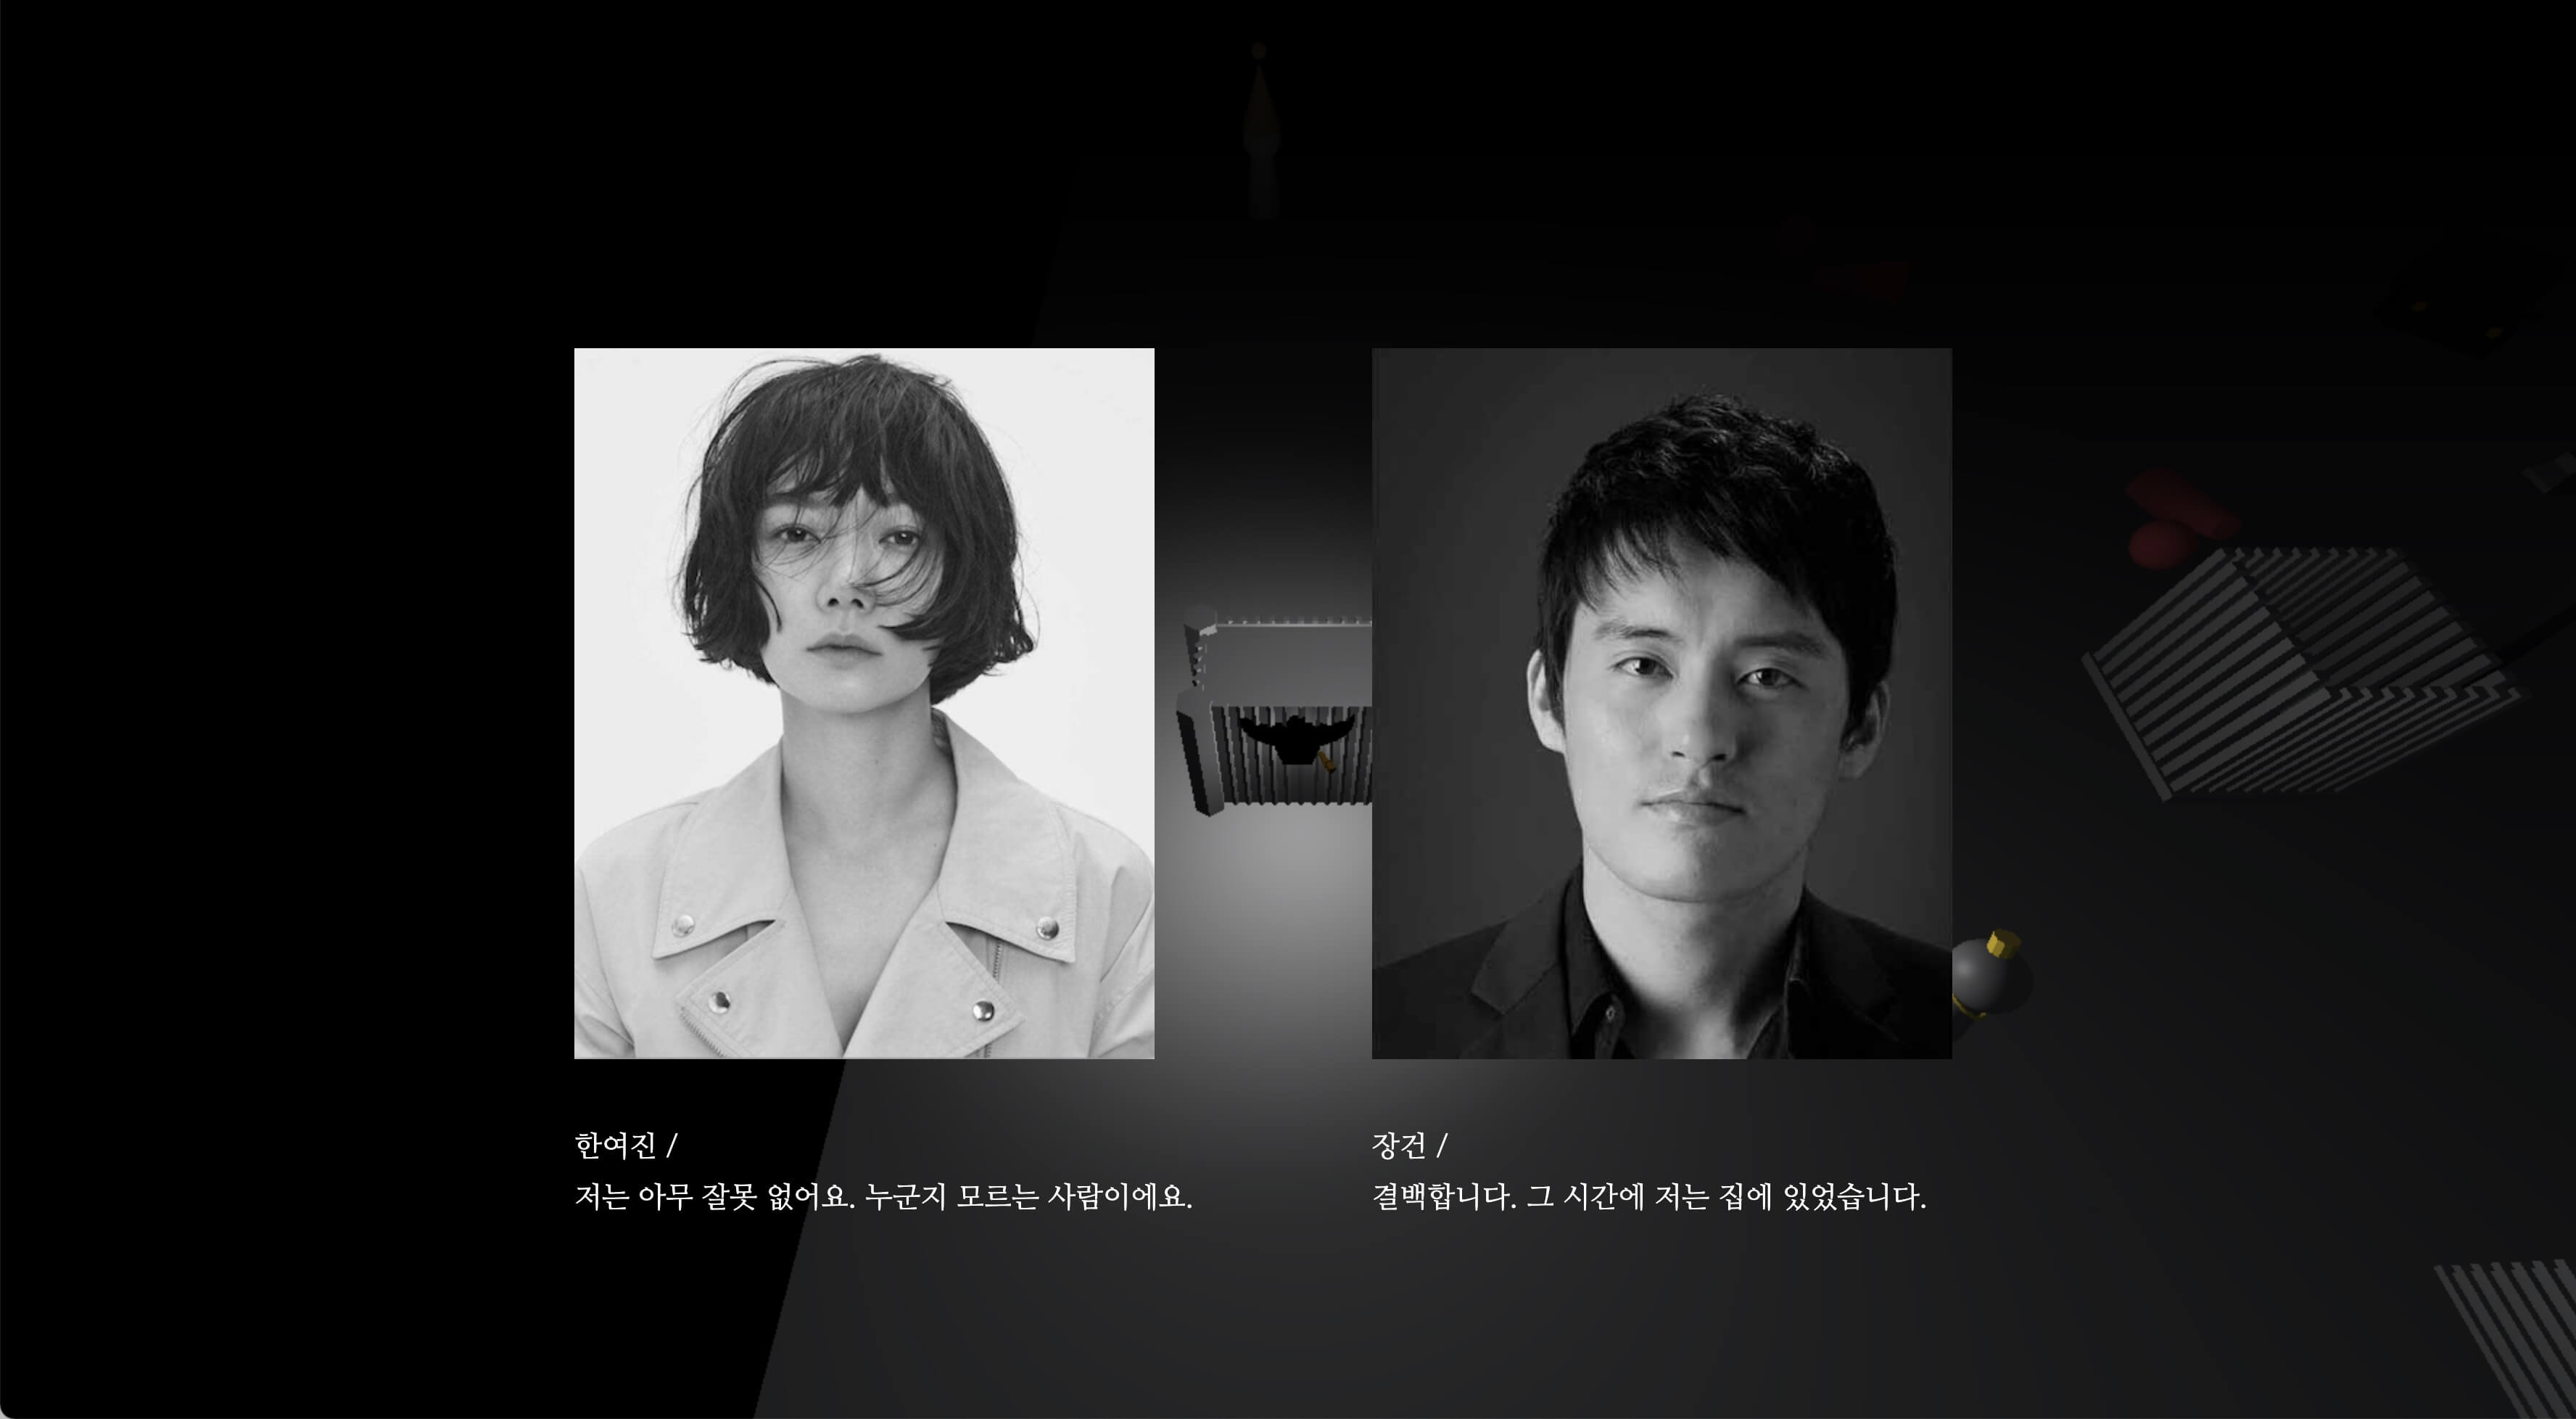 한여진 /
저는 아무 잘못 없어요. 누군지 모르는 사람이에요.
장건 /
결백합니다. 그 시간에 저는 집에 있었습니다.